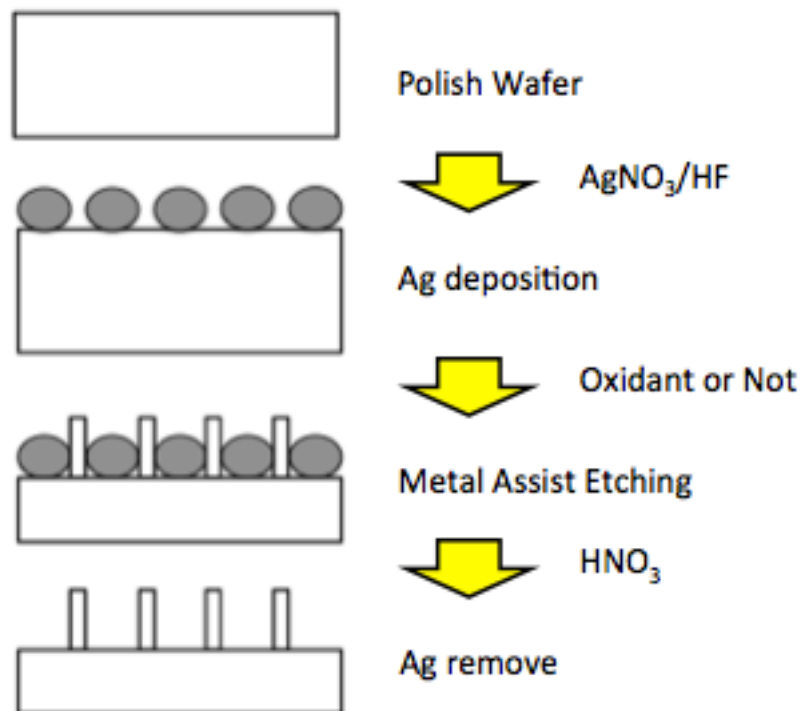 Polish Wafer
AgNO₃/HF
Ag deposition
Oxidant or Not
Metal Assist Etching
HNO₃
Ag remove